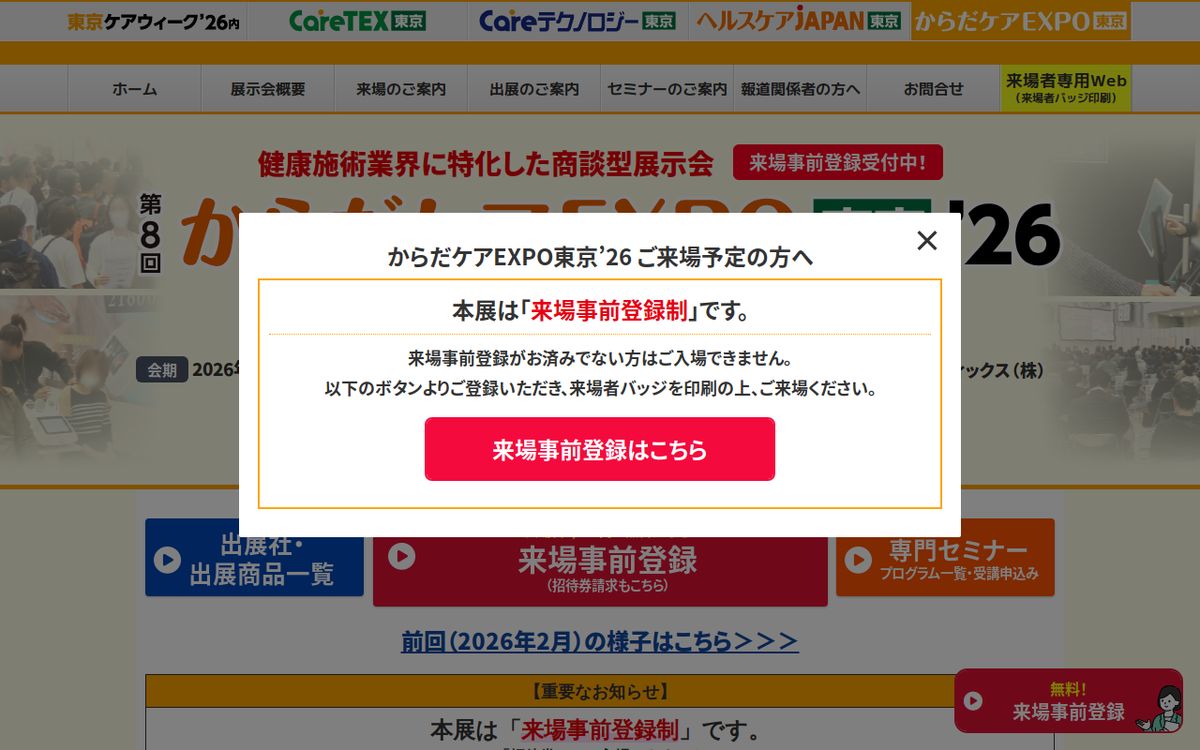 東京ケアウィーク'26内
CareTEX東京
Careテクノロジー東京
ヘルスケアJAPAN東京
からだケアEXPO東京
ホーム
展示会概要
来場のご案内
出展のご案内
セミナーのご案内
報道関係者の方へ
お問合せ
来場者専用Web
(来場者バッジ印刷)
健康施術業界に特化した商談型展示会
来場事前登録受付中!
第8回
からだケアEXPO東京'26
会期 2026年
ィックス(株)
からだケアEXPO東京’26 ご来場予定の方へ
本展は「来場事前登録制」です。
来場事前登録がお済みでない方はご入場できません。
以下のボタンよりご登録いただき、来場者バッジを印刷の上、ご来場ください。
来場事前登録はこちら
出展社・
出展商品一覧
来場事前登録
(招待券請求もこちら)
専門セミナー
プログラム一覧・受講申込み
前回(2026年2月)の様子はこちら＞＞＞
【重要なお知らせ】
本展は「来場事前登録制」です。
無料!
来場事前登録